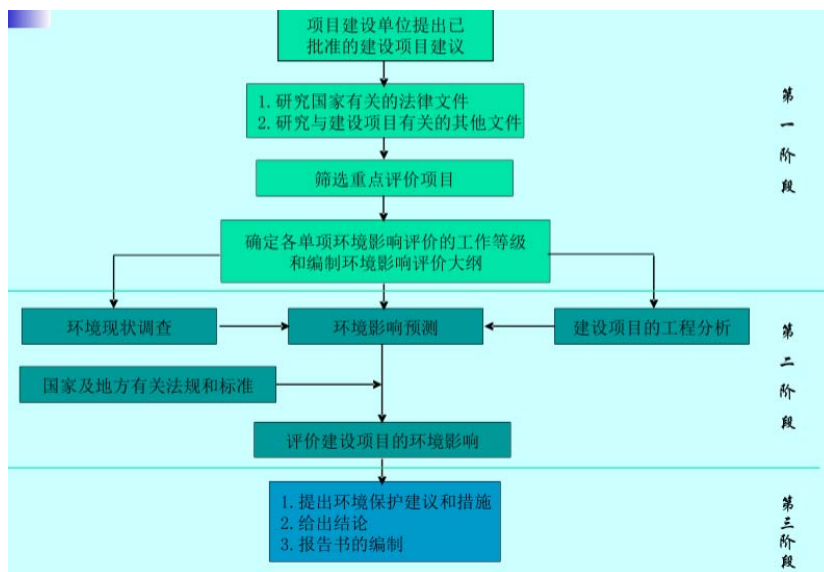 项目建设单位提出已
批准的建设项目建议
1.研究国家有关的法律文件
2.研究与建设项目有关的其他文件
第一阶段
筛选重点评价项目
确定各单项环境影响评价的工作等级
和编制环境影响评价大纲
环境现状调查
环境影响预测
建设项目的工程分析
第二阶段
国家及地方有关法规和标准
评价建设项目的环境影响
1.提出环境保护建议和措施
2.给出结论
3.报告书的编制
第三阶段